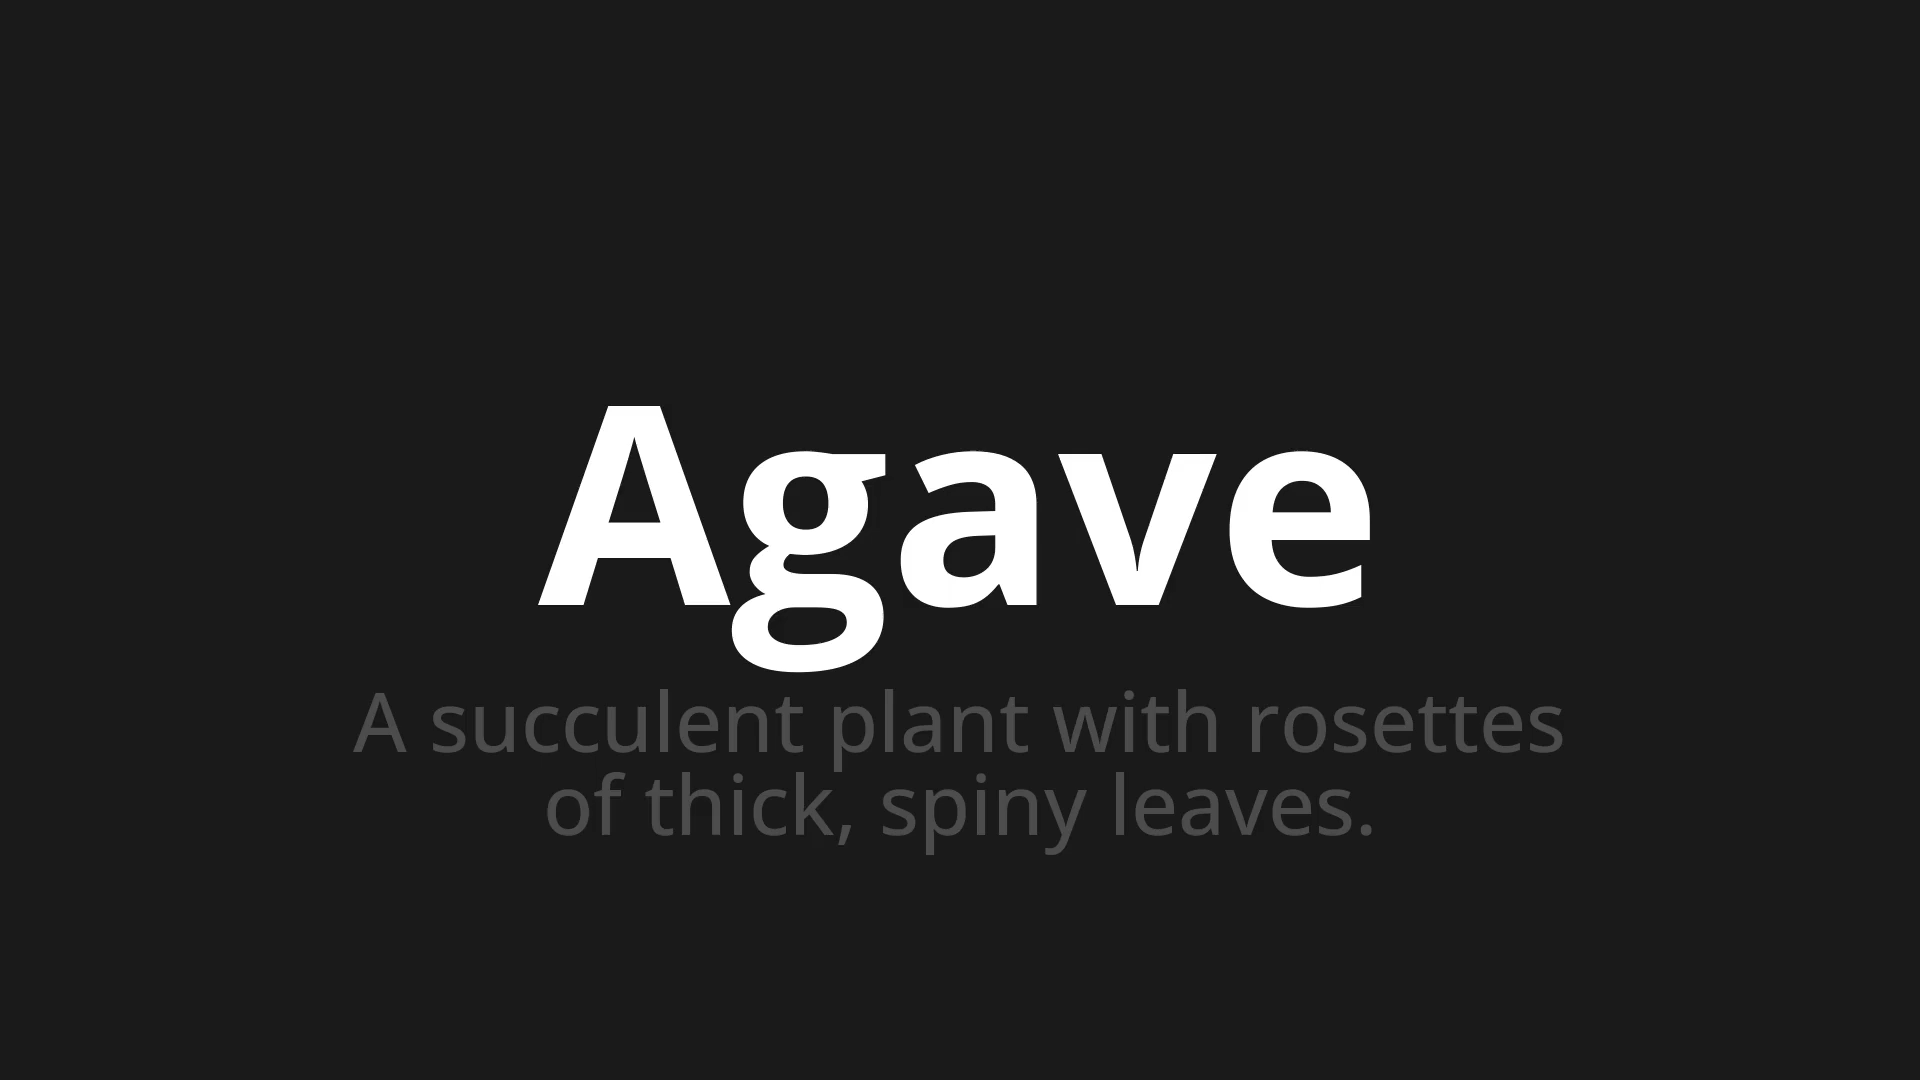 Agave
A succulent plant with rosettes
of thick, spiny leaves.